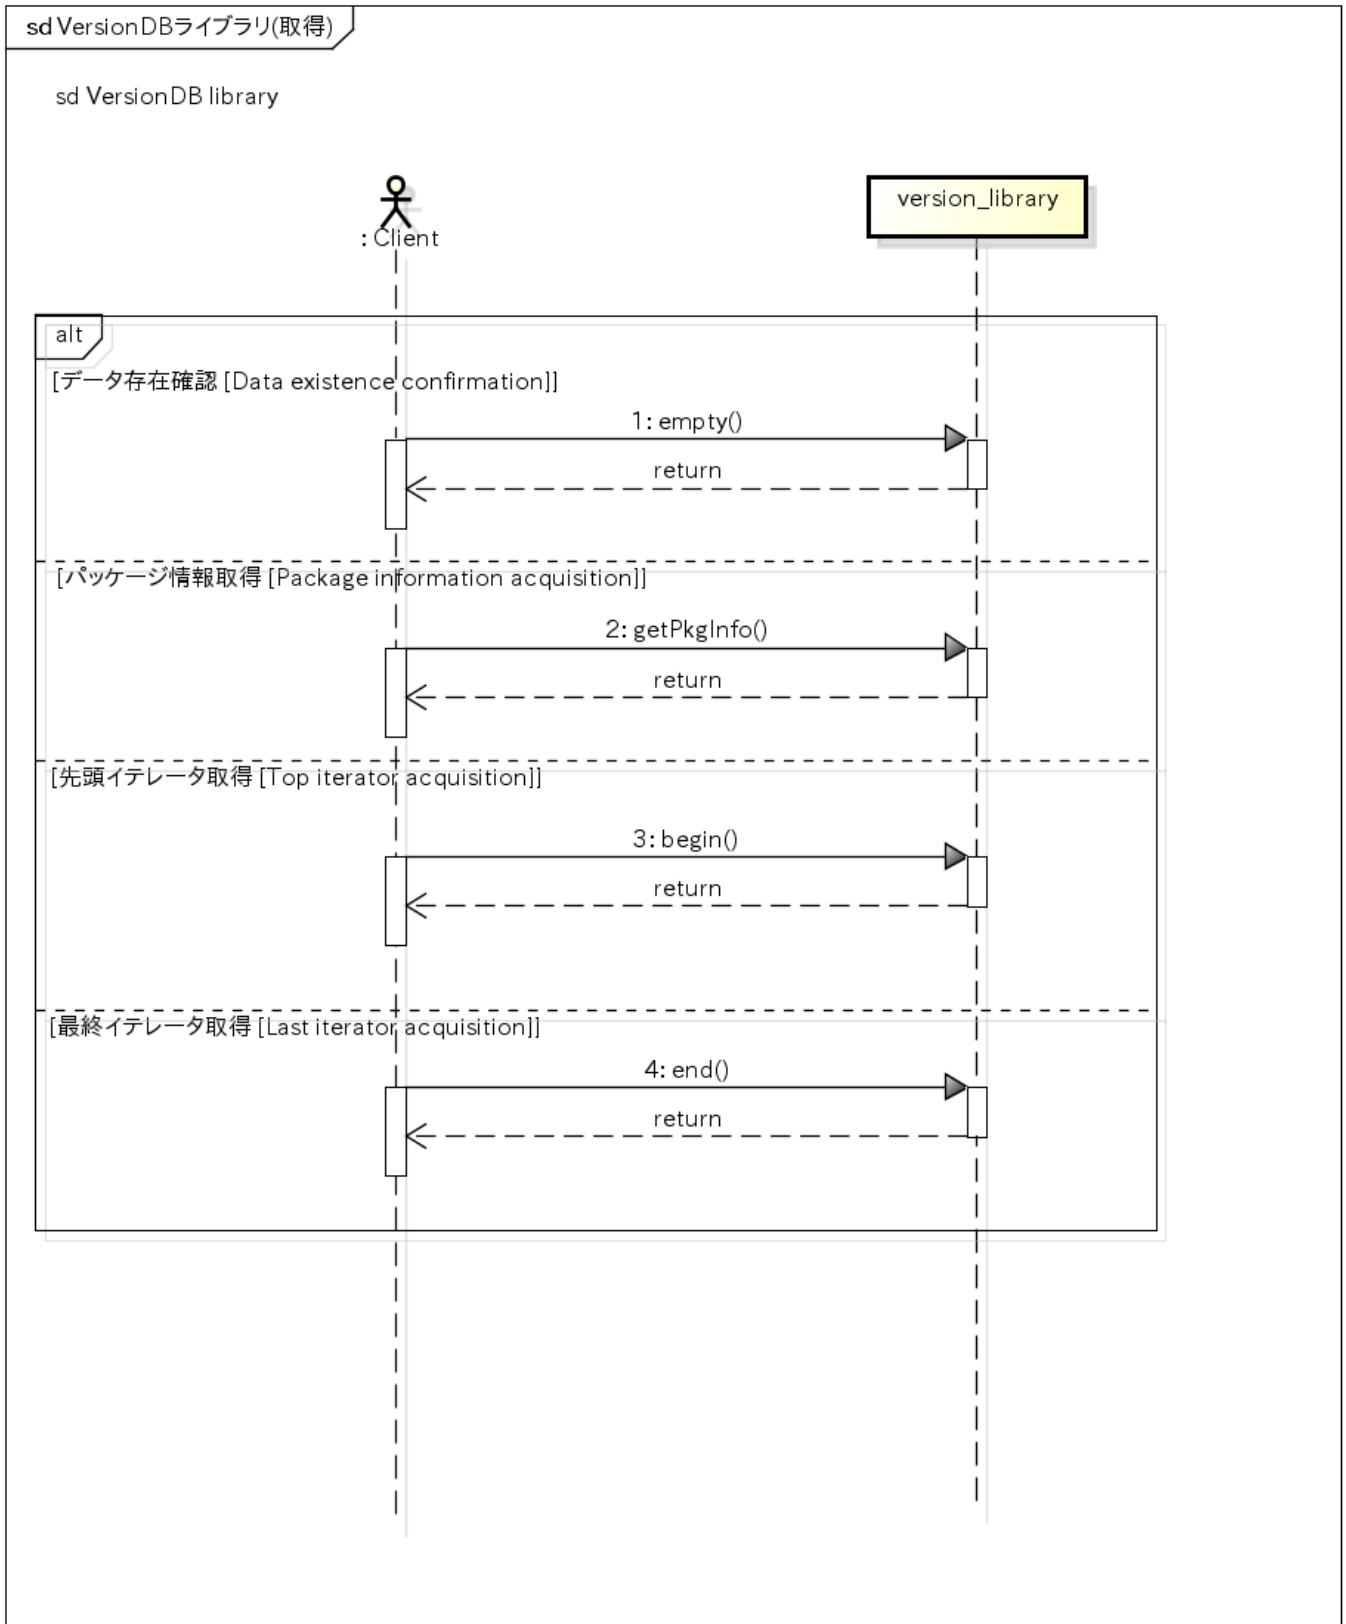 sd VersionDBライブラリ(取得)
sd VersionDB library
: Client
version_library
alt
[データ存在確認 [Data existence confirmation]]
1: empty()
return
[パッケージ情報取得 [Package information acquisition]]
2: getPkgInfo()
return
[先頭イテレータ取得 [Top iterator acquisition]]
3: begin()
return
[最終イテレータ取得 [Last iterator acquisition]]
4: end()
return